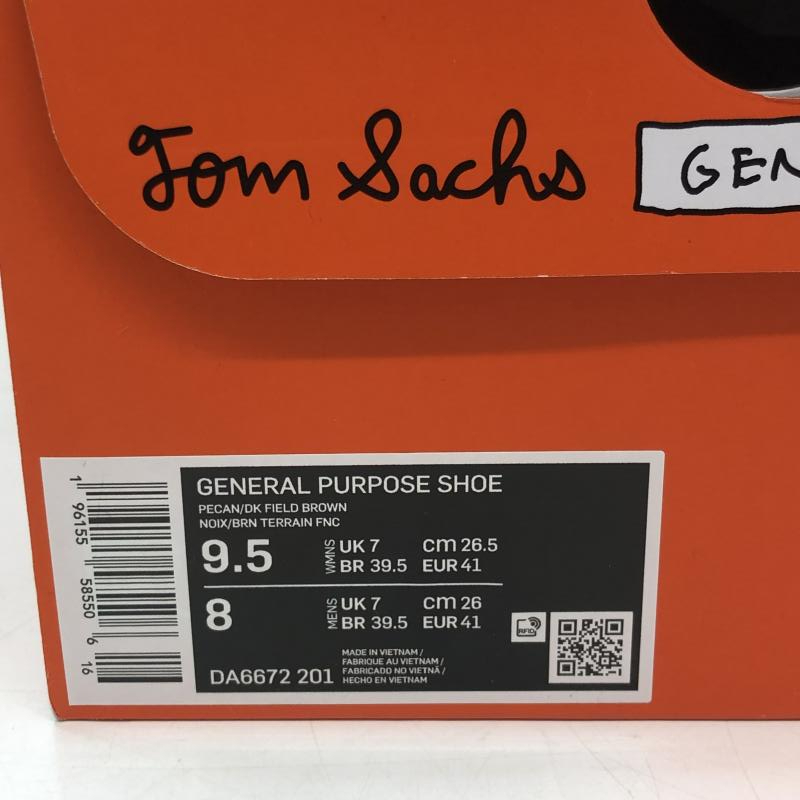 Tom Sachs
GEN
GENERAL PURPOSE SHOE
PECAN/DK FIELD BROWN
NOIX/BRN TERRAIN FNC
9.5 WMNS UK 7 cm 26.5
BR 39.5 EUR 41
8 MENS UK 7 cm 26
BR 39.5 EUR 41
RFID
DA6672 201
MADE IN VIETNAM /
FABRIQUE AU VIETNAM /
FABRICADO NO VIETNÃ /
HECHO EN VIETNAM
1 96155 58550 6 16